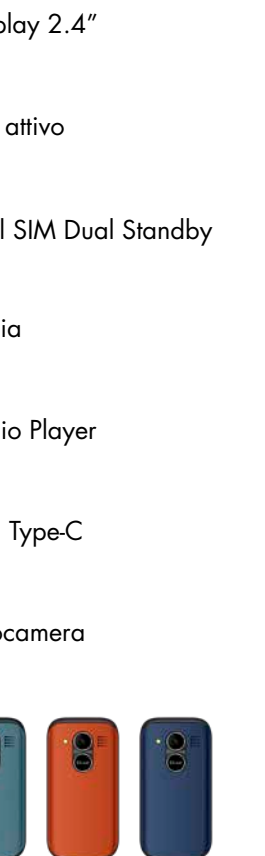 play 2.4”
attivo
l SIM Dual Standby
ia
io Player
Type-C
ocamera